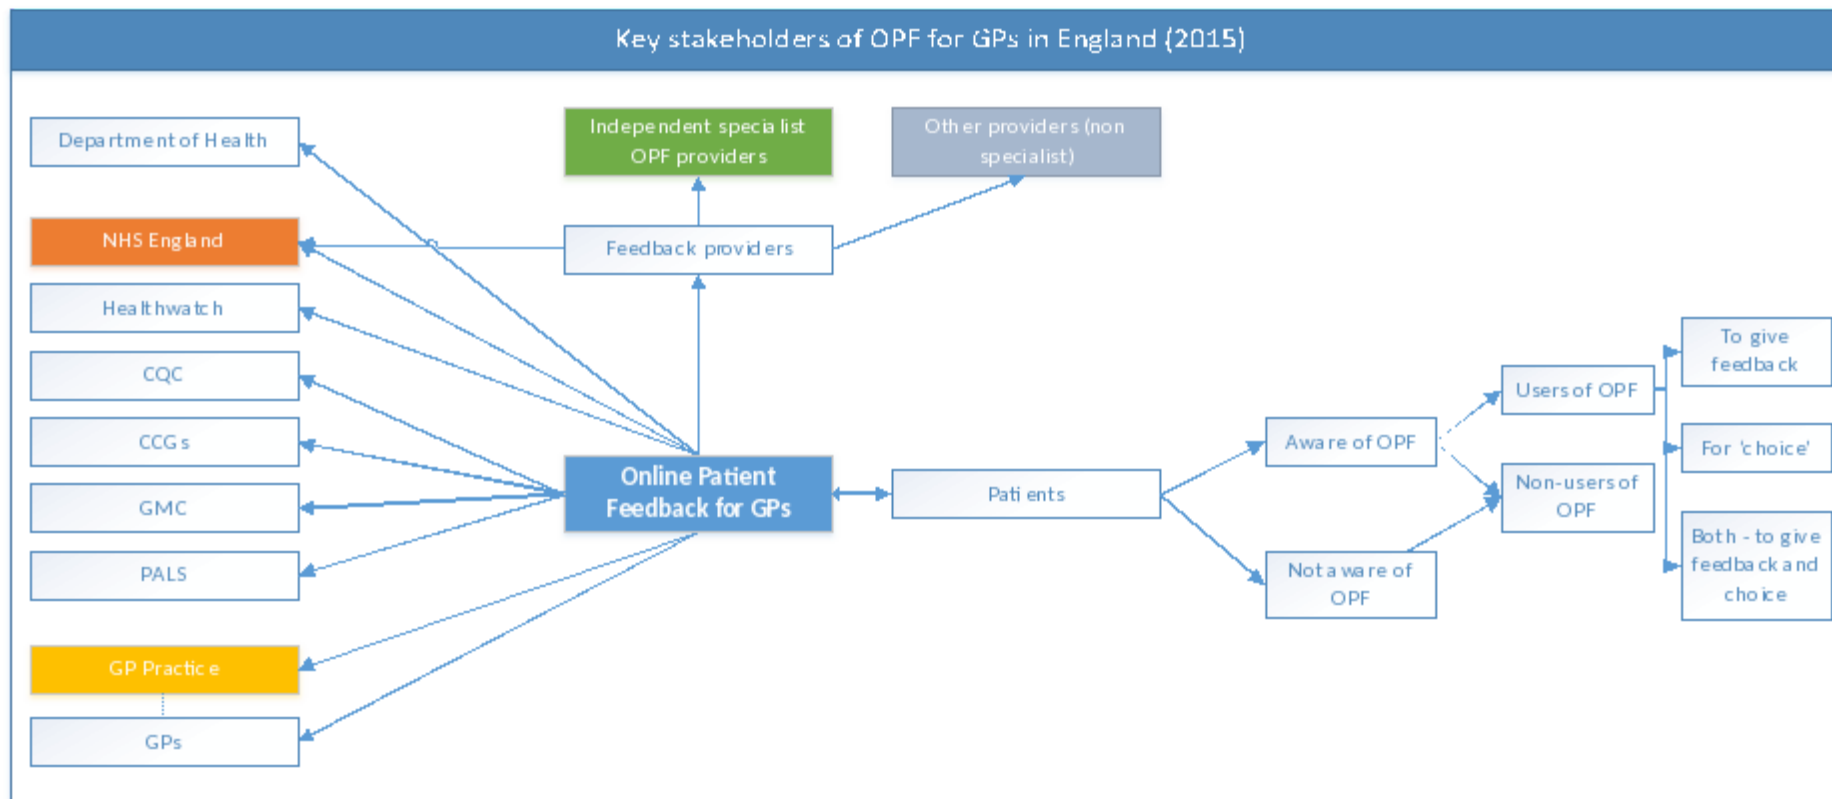 Key stakeholders of OPF for GPs in England (2015)
Department of Health
Independent specialist
OPF providers
Other providers (non
specialist)
NHS England
Feedback providers
Healthwatch
CQC
CCGs
GMC
PALS
GP Practice
GPs
Online Patient
Feedback for GPs
Patients
Aware of OPF
Not aware of
OPF
Users of OPF
Non-users of
OPF
To give
feedback
For 'choice'
Both - to give
feedback and
choice